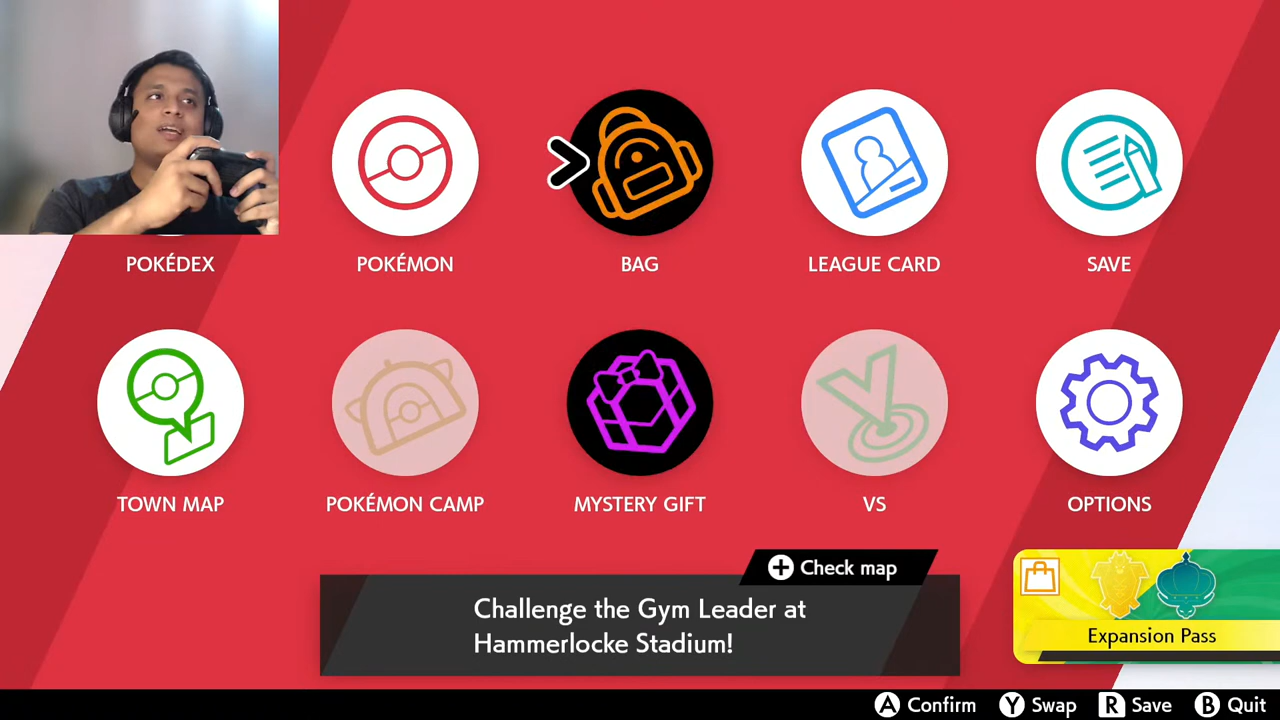 POKÉDEX
POKÉMON
BAG
LEAGUE CARD
SAVE
TOWN MAP
POKÉMON CAMP
MYSTERY GIFT
VS
OPTIONS
+ Check map
Challenge the Gym Leader at
Hammerlocke Stadium!
Expansion Pass
A Confirm Y Swap R Save B Quit